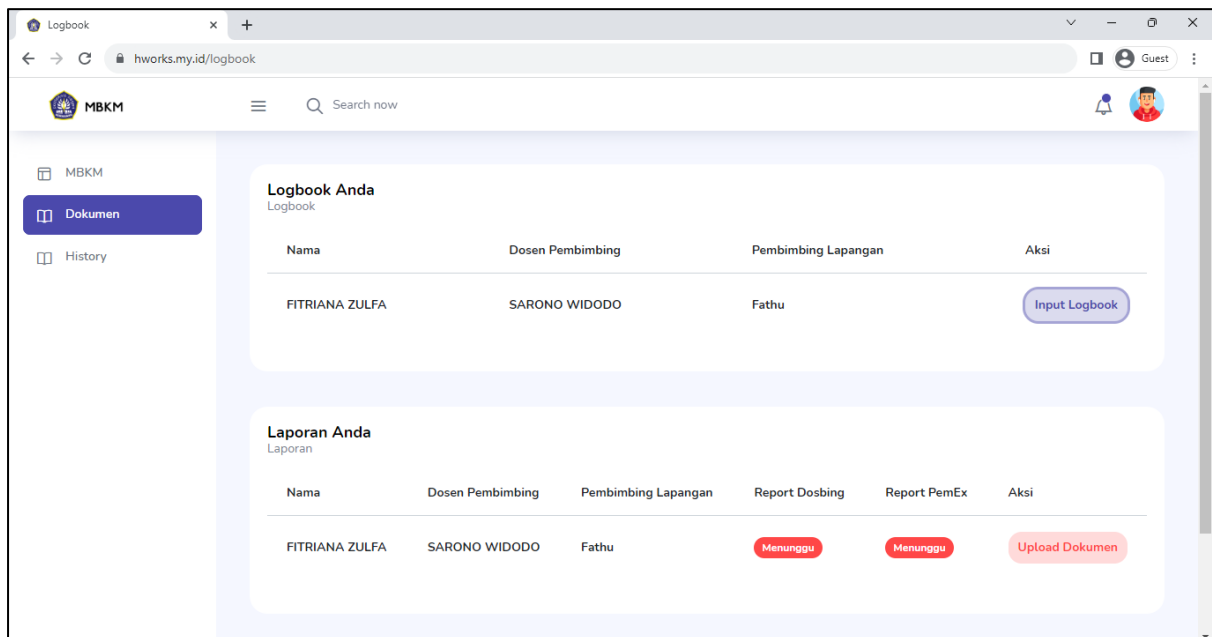 Logbook
hworks.my.id/logbook
Guest
MBKM
Search now
MBKM
Dokumen
History
Logbook Anda
Logbook
Nama Dosen Pembimbing Pembimbing Lapangan Aksi
FITRIANA ZULFA SARONO WIDODO Fathu Input Logbook
Laporan Anda
Laporan
Nama Dosen Pembimbing Pembimbing Lapangan Report Dosbing Report PemEx Aksi
FITRIANA ZULFA SARONO WIDODO Fathu Menunggu Menunggu Upload Dokumen